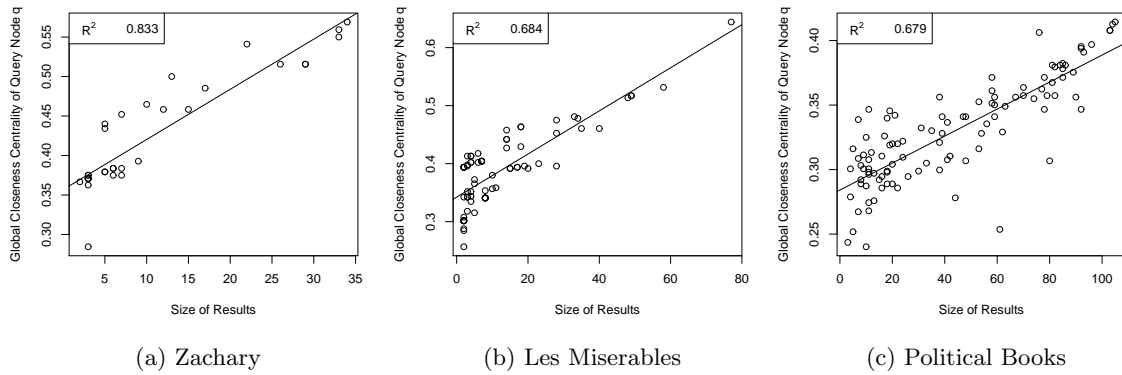 R² 0.833
Global Closeness Centrality of Query Node q
0.30 0.35 0.40 0.45 0.50 0.55
5 10 15 20 25 30 35
Size of Results
(a) Zachary
R² 0.684
Global Closeness Centrality of Query Node q
0.3 0.4 0.5 0.6
0 20 40 60 80
Size of Results
(b) Les Miserables
R² 0.679
Global Closeness Centrality of Query Node q
0.25 0.30 0.35 0.40
0 20 40 60 80 100
Size of Results
(c) Political Books